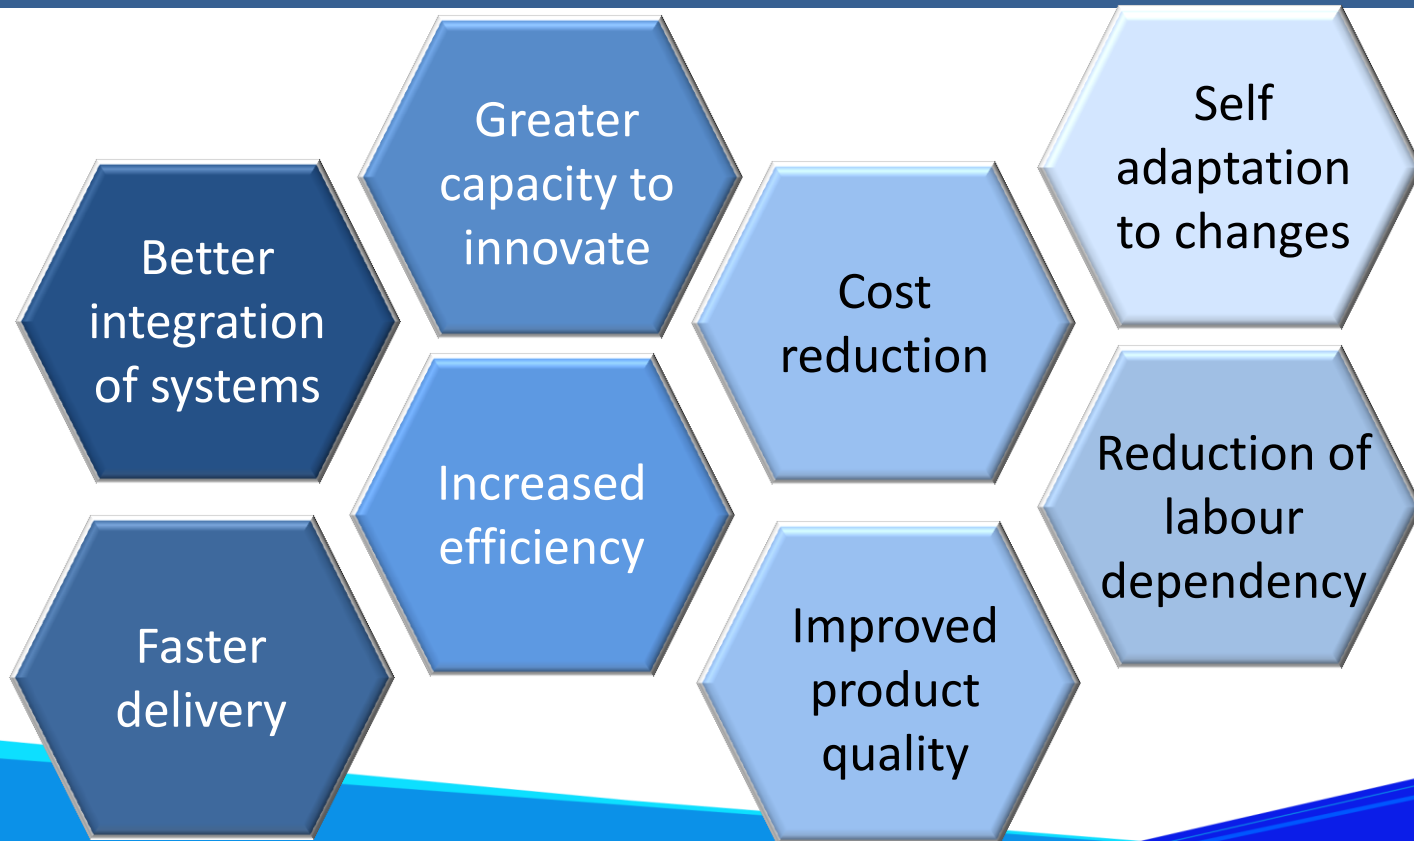 Better
integration
of systems
Faster
delivery
Greater
capacity to
innovate
Increased
efficiency
Cost
reduction
Improved
product
quality
Self
adaptation
to changes
Reduction of
labour
dependency